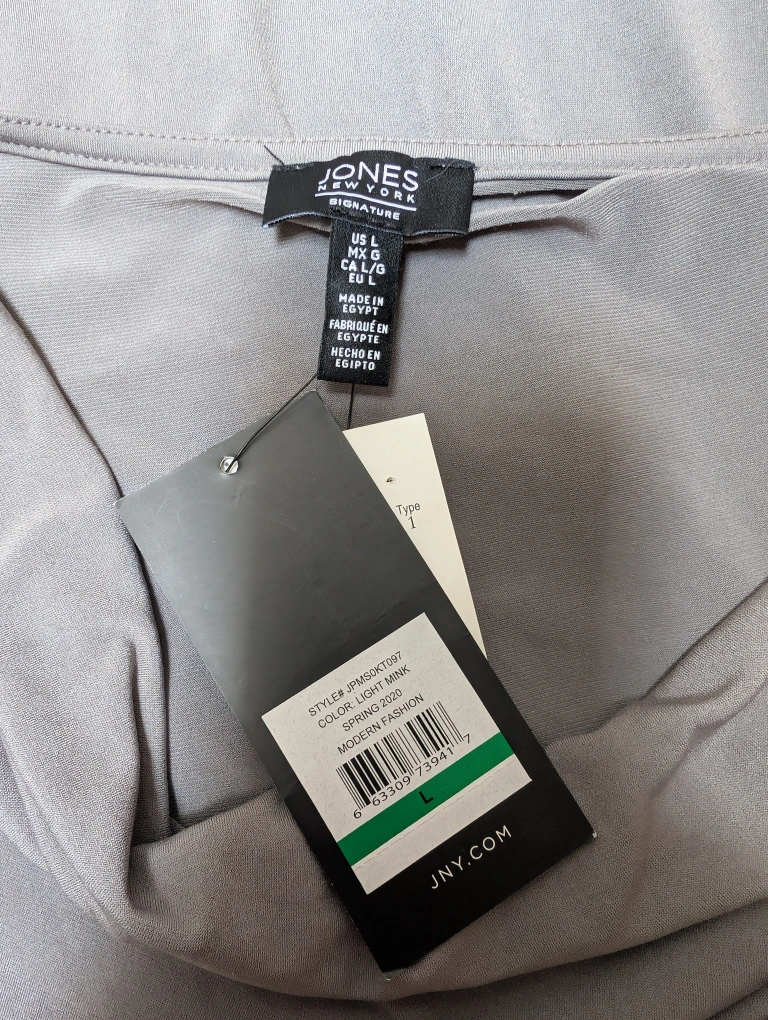 JONES
NEW YORK
SIGNATURE
US L
MX G
CA L/G
EU L
MADE IN
EGYPT
FABRIQUÉ EN
EGYPTE
HECHO EN
EGIPTO
Type
1
STYLE# JPMS0KT097
COLOR: LIGHT MINK
SPRING 2020
MODERN FASHION
6 63309 73941 7
L
JNY.COM